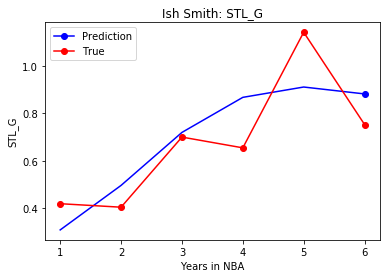 Ish Smith: STL_G
Prediction
True
STL_G
1.0
0.8
0.6
0.4
1 2 3 4 5 6
Years in NBA